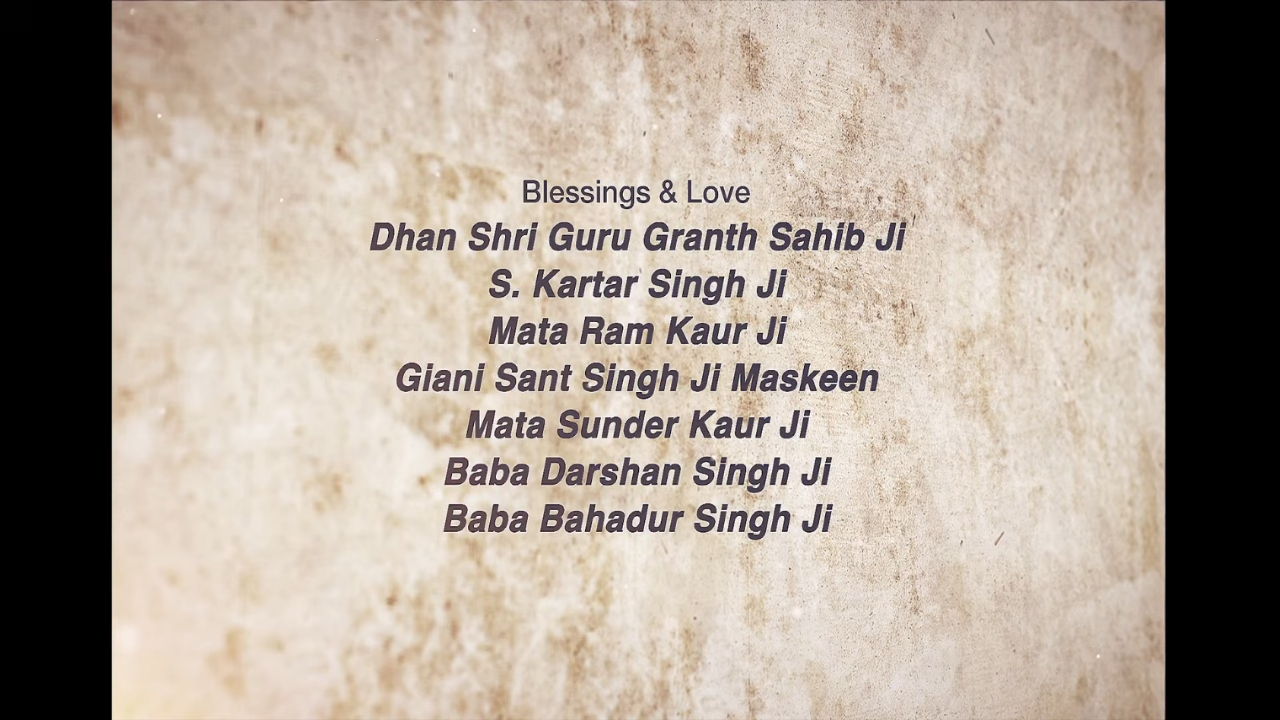 Blessings & Love
Dhan Shri Guru Granth Sahib Ji
S. Kartar Singh Ji
Mata Ram Kaur Ji
Giani Sant Singh Ji Maskeen
Mata Sunder Kaur Ji
Baba Darshan Singh Ji
Baba Bahadur Singh Ji